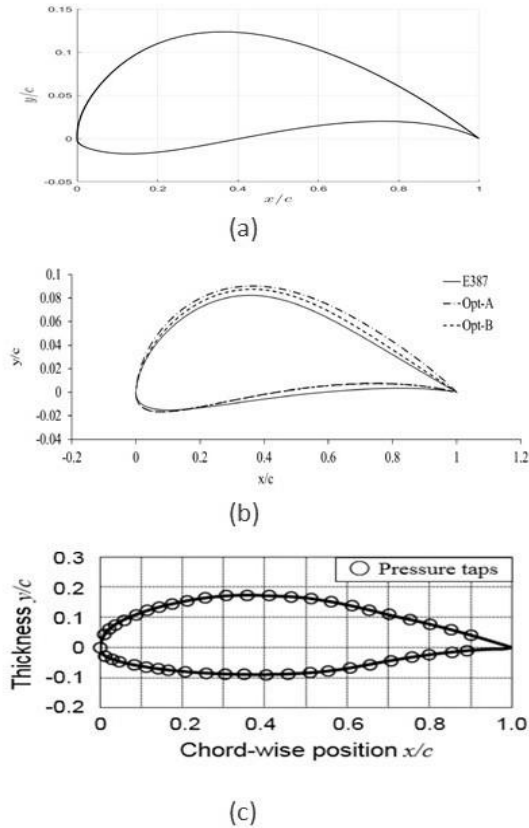 0.15
0.1
0.05
0
-0.05
y/c
0 0.2 0.4 0.6 0.8 1
x/c
(a)
0.1
0.08
0.06
0.04
0.02
0
-0.02
-0.04
y/c
-0.2 0 0.2 0.4 0.6 0.8 1 1.2
x/c
E387
Opt-A
Opt-B
(b)
0.3
0.2
0.1
0
-0.1
-0.2
Thickness y/c
Pressure taps
0 0.2 0.4 0.6 0.8 1.0
Chord-wise position x/c
(c)